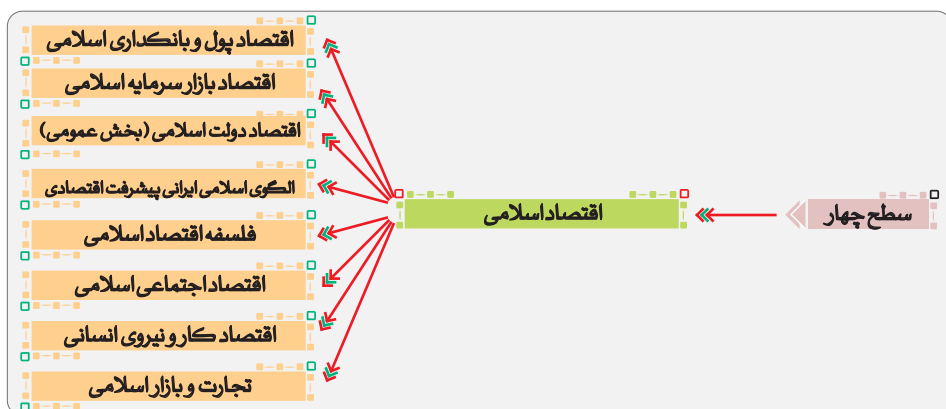 سطح چهار
اقتصاد اسلامی
اقتصاد پول و بانکداری اسلامی
اقتصاد بازار سرمایه اسلامی
اقتصاد دولت اسلامی (بخش عمومی)
الگوی اسلامی ایرانی پیشرفت اقتصادی
فلسفه اقتصاد اسلامی
اقتصاد اجتماعی اسلامی
اقتصاد کار و نیروی انسانی
تجارت و بازار اسلامی